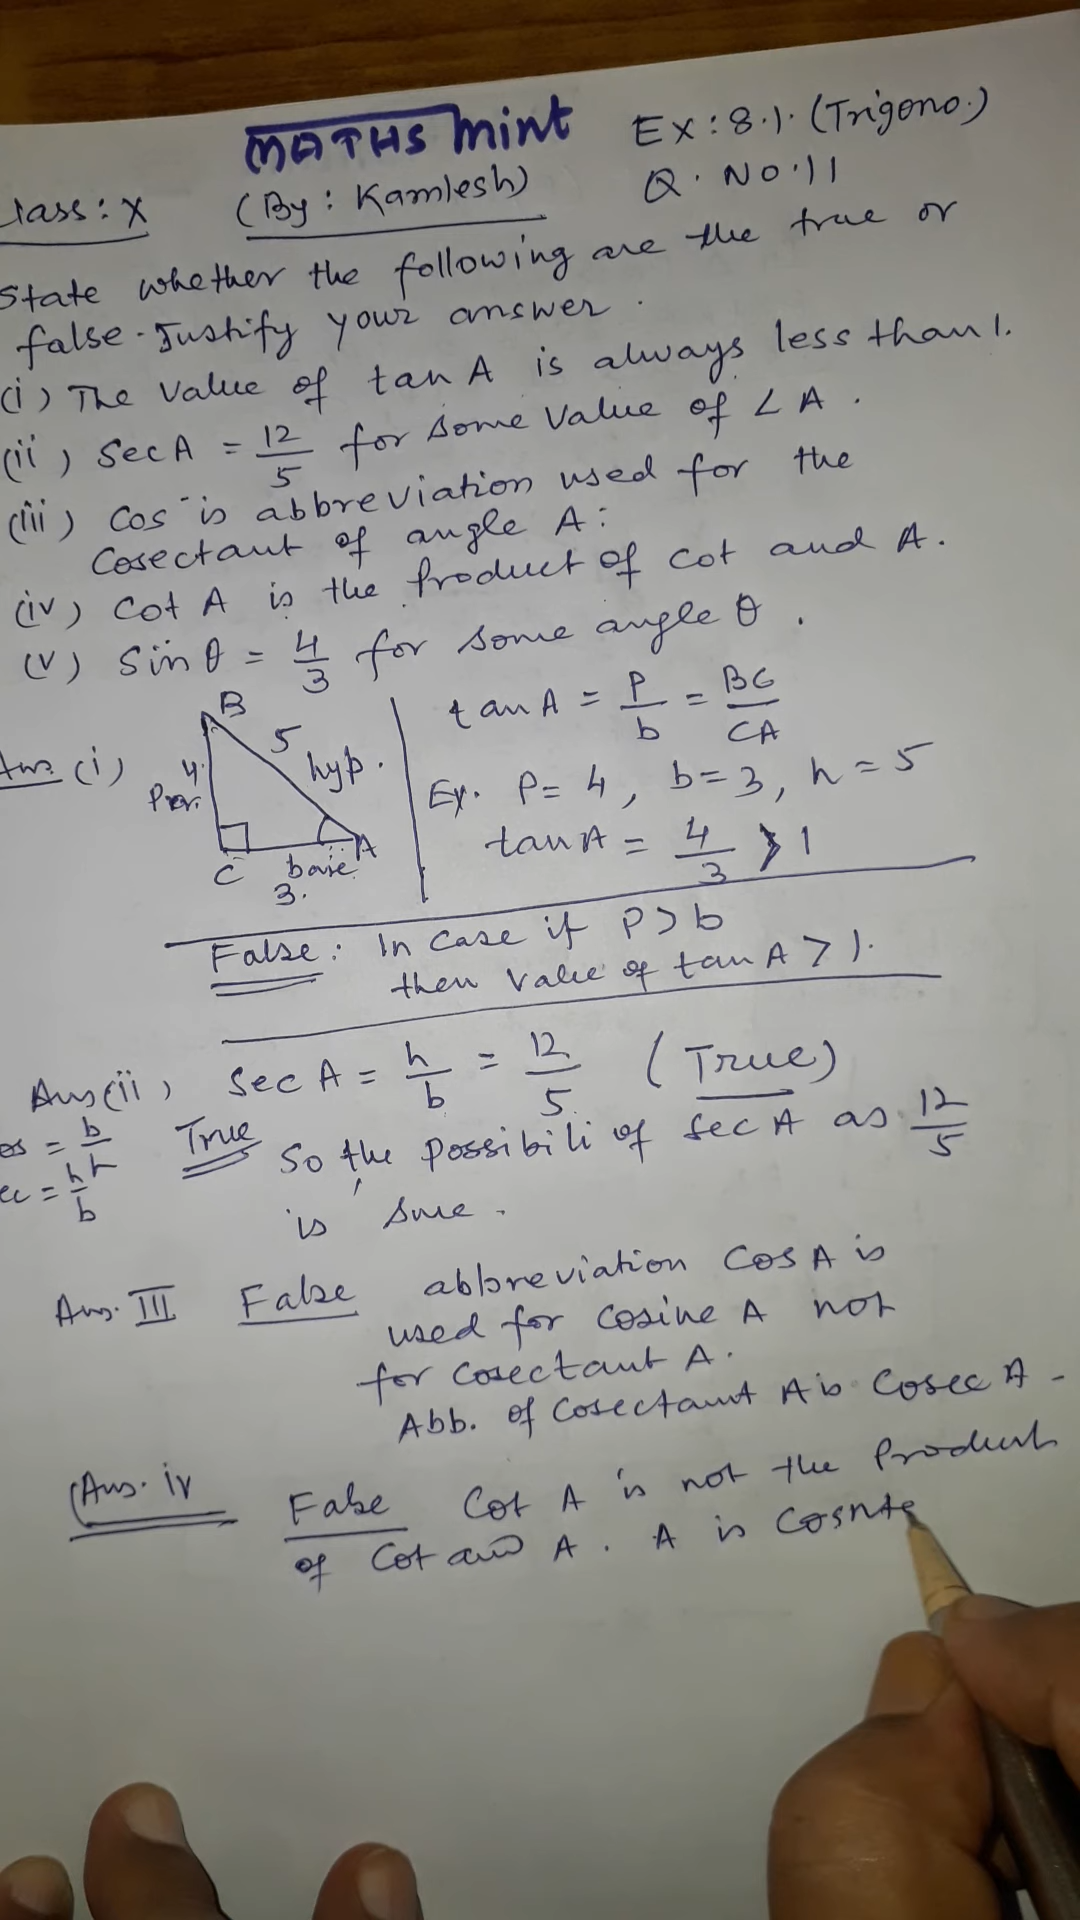 MATHS mint
Ex: 8.1. (Trigono.)
lass: X
(By: Kamlesh)
Q. No. 11
State whether the following are the true or
false. Justify your answer.
(i) The value of tan A is always less than 1.
(ii) Sec A = 12/5 for some value of ∠A.
(iii) Cos is abbreviation used for the
Cosectant of angle A:
(iv) Cot A is the product of cot and A.
(v) Sin θ = 4/3 for some angle θ.
Ans (i)
B
5
hyp.
4
Per.
C
base
A
3.
tan A = P/b = BC/CA
Ex. P = 4, b = 3, h = 5
tan A = 4/3 > 1
False: In case if P > b
then value of tan A > 1.
Ans (ii) Sec A = h/b = 12/5 (True)
os = b/h
ec = h/b
True
So the possibili of sec A as 12/5
is sure.
Ans. III False abbreviation Cos A is
used for cosine A not
for Cosectant A.
Abb. of Cosectant A is Cosec A.
Ans. iv
False Cot A is not the product
of Cot and A. A is